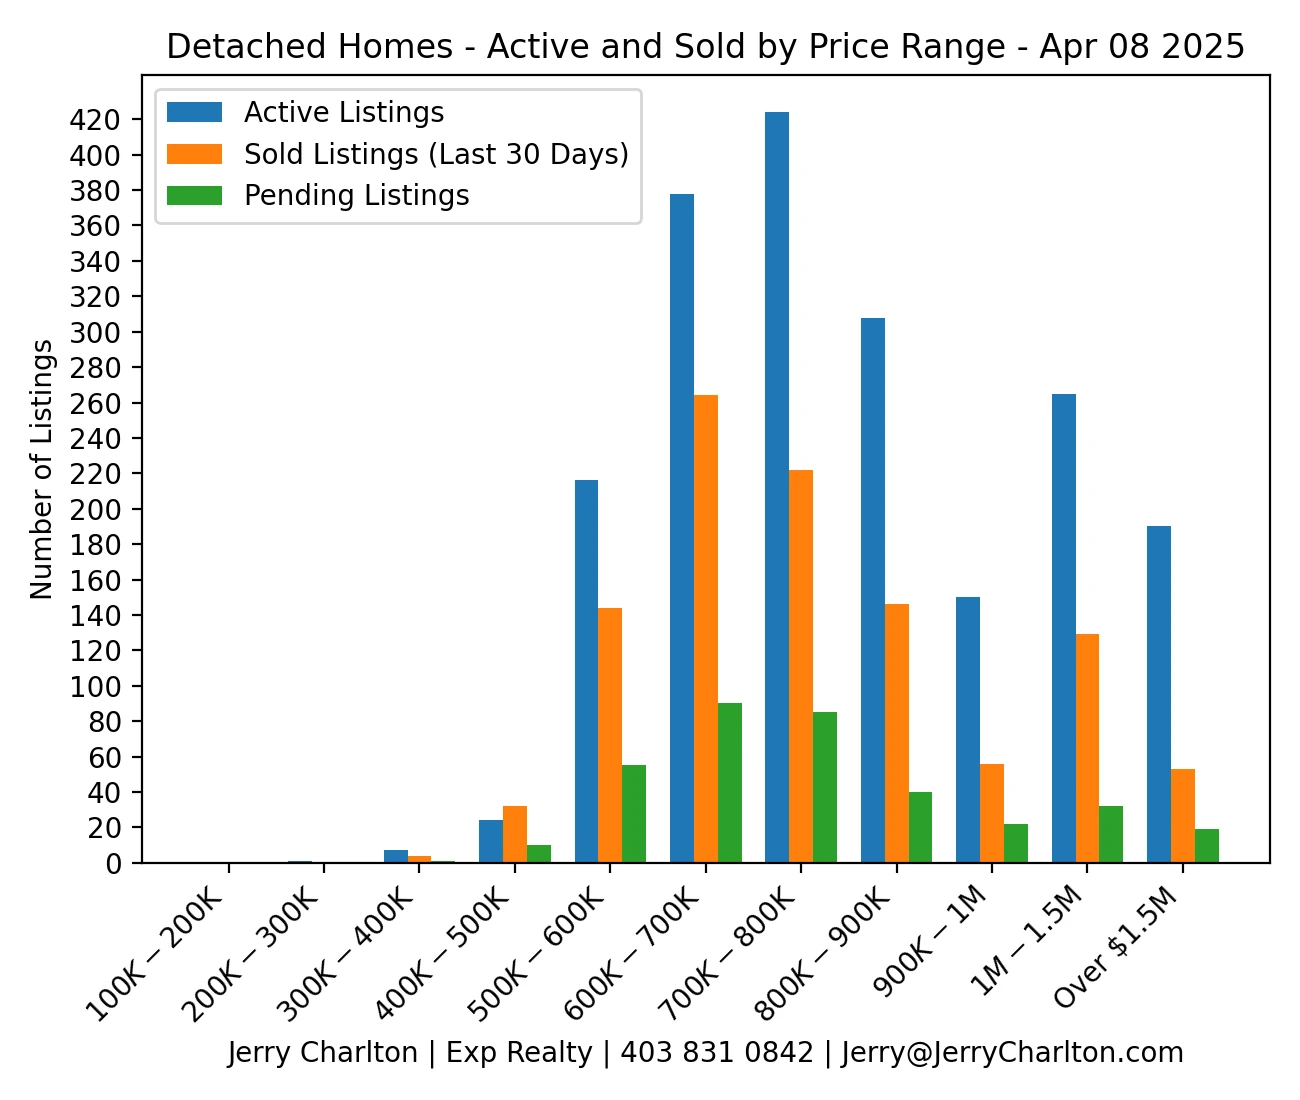 Detached Homes - Active and Sold by Price Range - Apr 08 2025
Active Listings
Sold Listings (Last 30 Days)
Pending Listings
Number of Listings
420
400
380
360
340
320
300
280
260
240
220
200
180
160
140
120
100
80
60
40
20
0
100K − 200K
200K − 300K
300K − 400K
400K − 500K
500K − 600K
600K − 700K
700K − 800K
800K − 900K
900K − 1M
1M − 1.5M
Over $1.5M
Jerry Charlton | Exp Realty | 403 831 0842 | Jerry@JerryCharlton.com